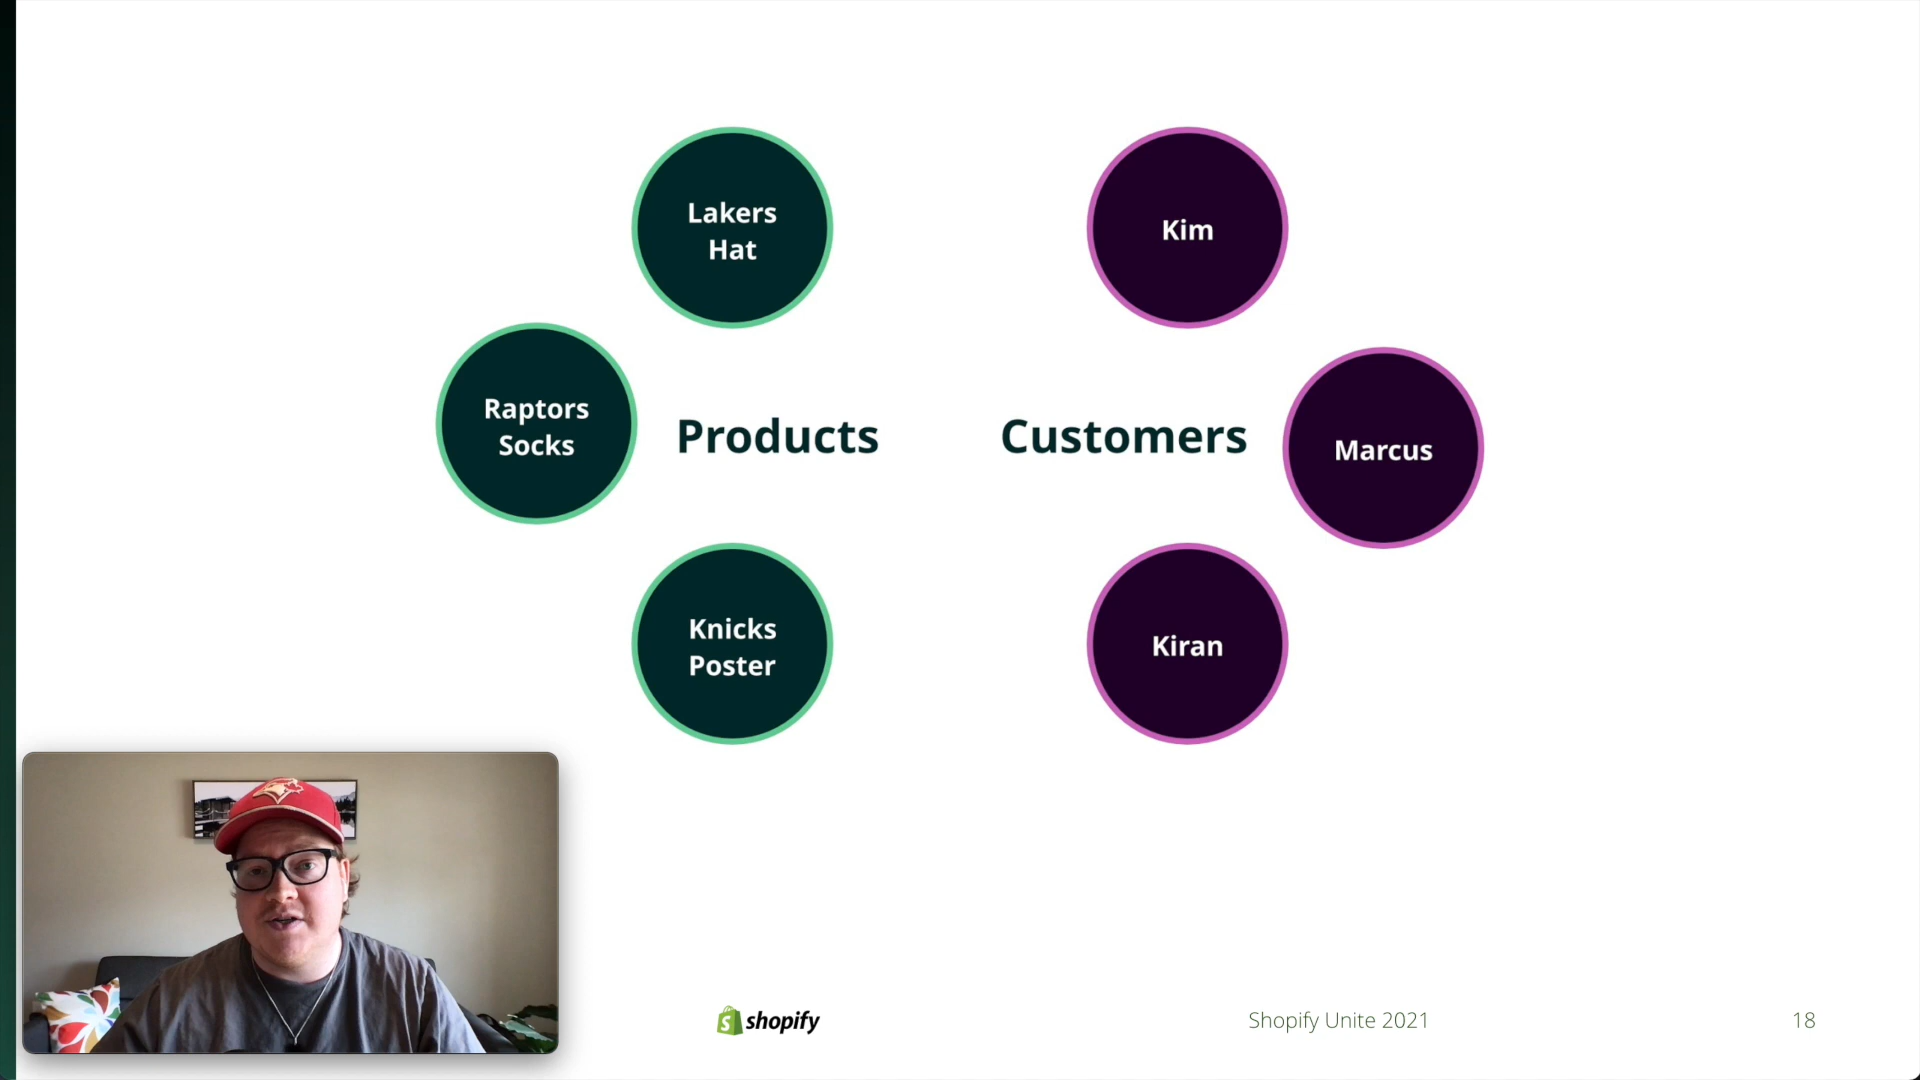 Lakers
Hat
Kim
Raptors
Socks
Products
Customers
Marcus
Knicks
Poster
Kiran
shopify
Shopify Unite 2021
18